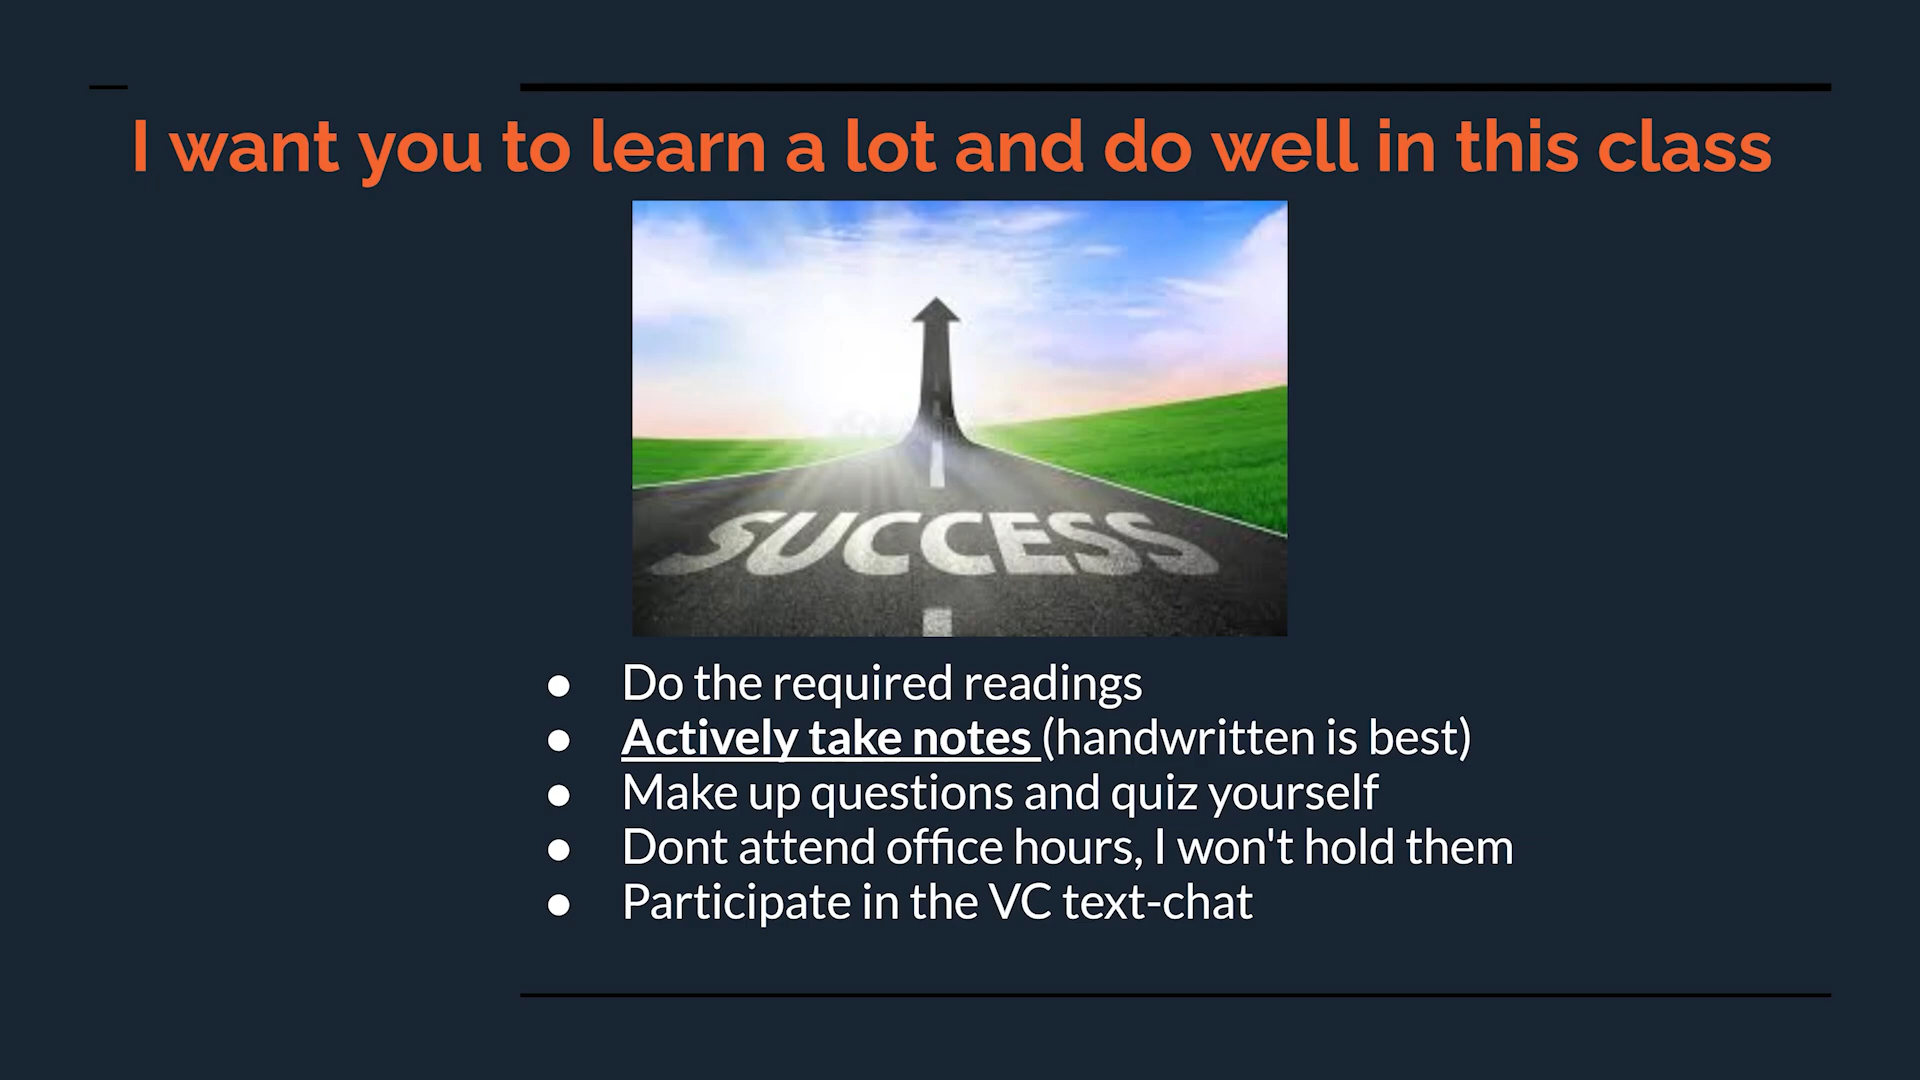 I want you to learn a lot and do well in this class
SUCCESS
● Do the required readings
● Actively take notes (handwritten is best)
● Make up questions and quiz yourself
● Dont attend office hours, I won't hold them
● Participate in the VC text-chat